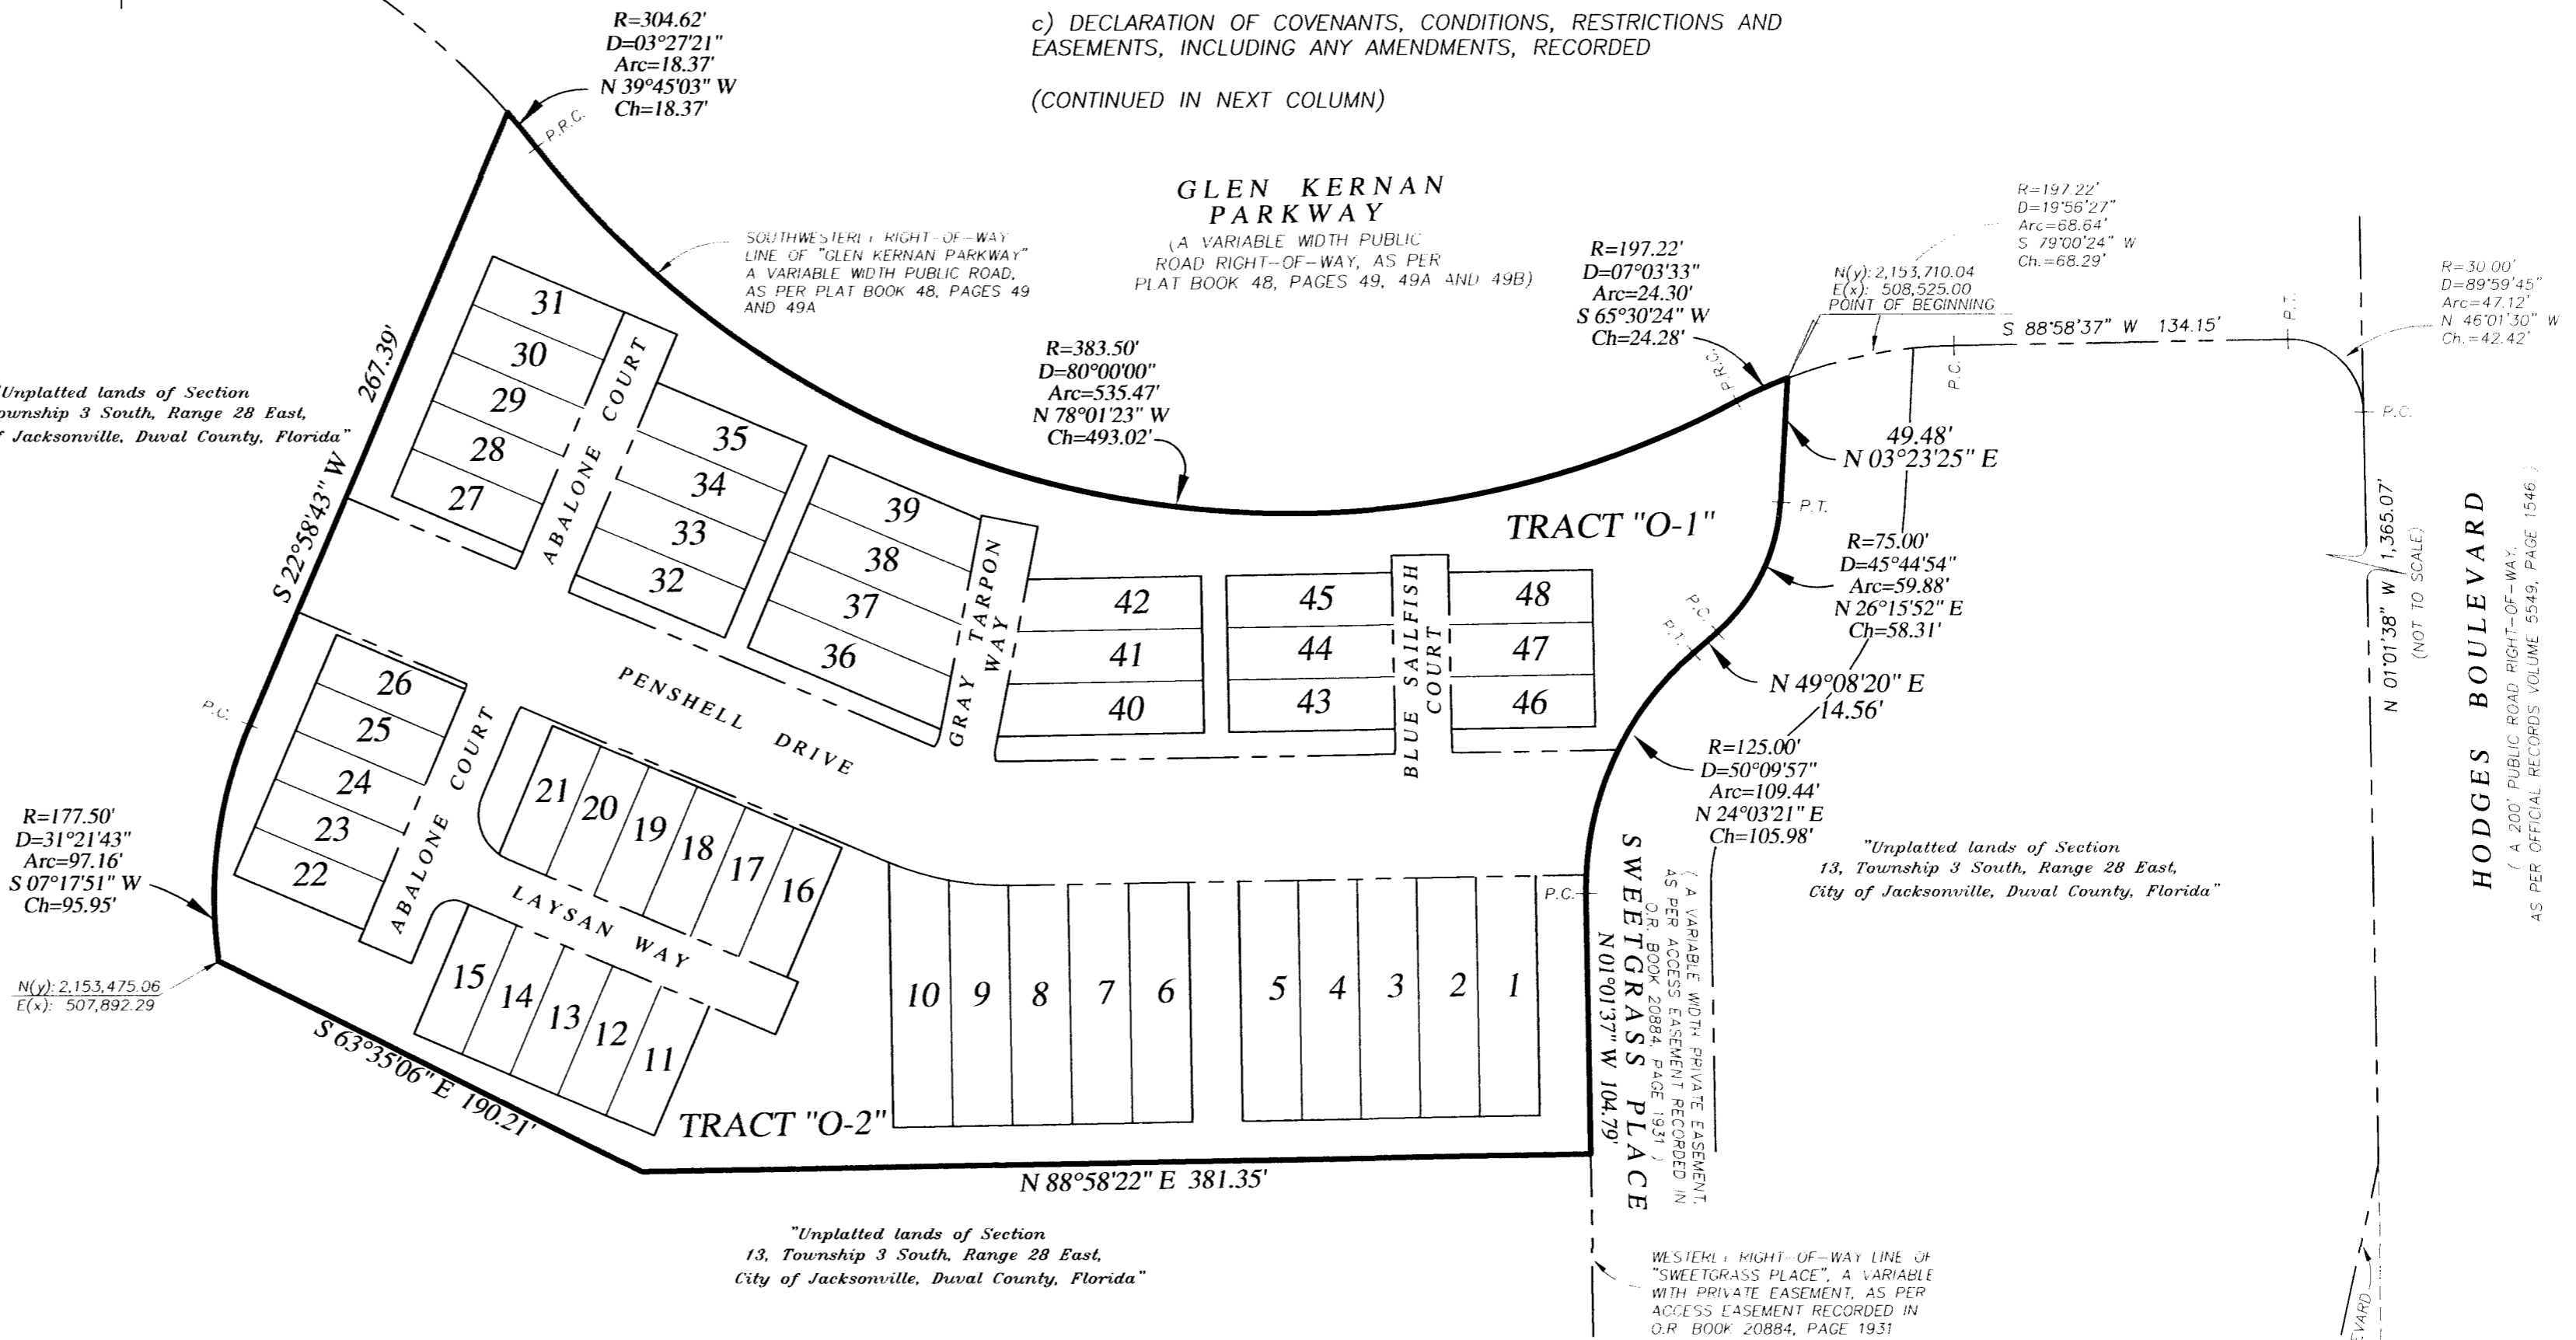 R=304.62'
D=03°27'21"
Arc=18.37'
N 39°45'03" W
Ch=18.37'
P.R.C.
c) DECLARATION OF COVENANTS, CONDITIONS, RESTRICTIONS AND
EASEMENTS, INCLUDING ANY AMENDMENTS, RECORDED
(CONTINUED IN NEXT COLUMN)
GLEN KERNAN
PARKWAY
(A VARIABLE WIDTH PUBLIC
ROAD RIGHT-OF-WAY, AS PER
PLAT BOOK 48, PAGES 49, 49A AND 49B)
SOUTHWESTERLY RIGHT-OF-WAY
LINE OF "GLEN KERNAN PARKWAY"
A VARIABLE WIDTH PUBLIC ROAD,
AS PER PLAT BOOK 48, PAGES 49
AND 49A
R=383.50'
D=80°00'00"
Arc=535.47'
N 78°01'23" W
Ch=493.02'
R=197.22'
D=07°03'33"
Arc=24.30'
S 65°30'24" W
Ch=24.28'
P.R.C.
N(y): 2,153,710.04
E(x): 508,525.00
POINT OF BEGINNING
R=197.22'
D=19°56'27"
Arc=68.64'
S 79°00'24" W
Ch.=68.29'
P.C.
S 88°58'37" W 134.15'
P.T.
R=30.00'
D=89°59'45"
Arc=47.12'
N 46°01'30" W
Ch.=42.42'
P.C.
N 01°01'38" W 1,365.07'
(NOT TO SCALE)
HODGES BOULEVARD
( A 200' PUBLIC ROAD RIGHT-OF-WAY,
AS PER OFFICIAL RECORDS VOLUME 5549, PAGE 1546 )
49.48'
N 03°23'25" E
P.T.
R=75.00'
D=45°44'54"
Arc=59.88'
N 26°15'52" E
Ch=58.31'
P.C.
P.T.
N 49°08'20" E
14.56'
R=125.00'
D=50°09'57"
Arc=109.44'
N 24°03'21" E
Ch=105.98'
P.C.
"Unplatted lands of Section
13, Township 3 South, Range 28 East,
City of Jacksonville, Duval County, Florida"
SWEETGRASS PLACE
( A VARIABLE WIDTH PRIVATE EASEMENT,
AS PER ACCESS EASEMENT RECORDED IN
O.R. BOOK 20884, PAGE 1931 )
N 01°01'37" W 104.79'
"Unplatted lands of Section
ownship 3 South, Range 28 East,
f Jacksonville, Duval County, Florida"
S 22°58'43" W 267.39'
P.C.
R=177.50'
D=31°21'43"
Arc=97.16'
S 07°17'51" W
Ch=95.95'
N(y): 2,153,475.06
E(x): 507,892.29
S 63°35'06" E 190.21'
N 88°58'22" E 381.35'
31
30
29
28
27
ABALONE COURT
35
34
33
32
39
38
37
36
GRAY TARPON
WAY
42
41
40
45
44
43
BLUE SAILFISH
COURT
48
47
46
TRACT "O-1"
PENSHELL DRIVE
26
25
24
23
22
ABALONE COURT
21
20
19
18
17
16
LAYSAN WAY
15
14
13
12
11
TRACT "O-2"
10
9
8
7
6
5
4
3
2
1
"Unplatted lands of Section
13, Township 3 South, Range 28 East,
City of Jacksonville, Duval County, Florida"
WESTERLY RIGHT-OF-WAY LINE OF
"SWEETGRASS PLACE", A VARIABLE
WITH PRIVATE EASEMENT, AS PER
ACCESS EASEMENT RECORDED IN
O.R BOOK 20884, PAGE 1931
EVARD